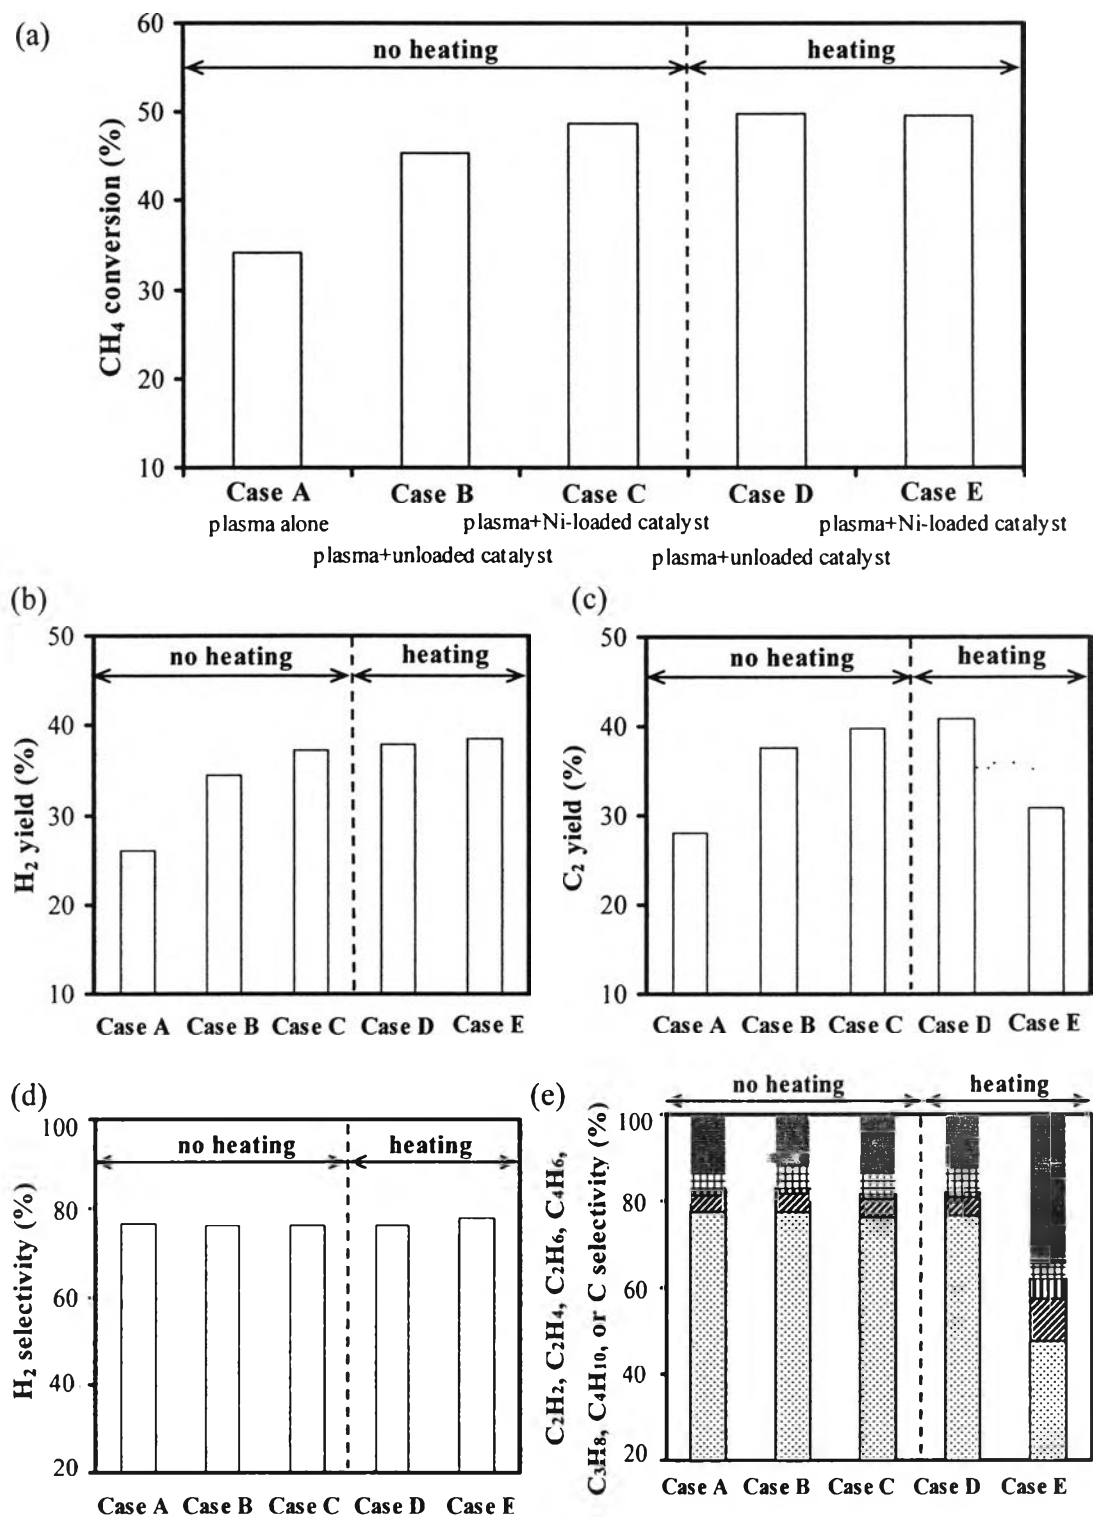 (a)
60
50
40
30
20
10
CH₄ conversion (%)
no heating
heating
Case A
Case B
Case C
Case D
Case E
plasma alone
plasma+Ni-loaded catalyst
plasma+Ni-loaded catalyst
plasma+unloaded catalyst
plasma+unloaded catalyst
(b)
50
40
30
20
10
H₂ yield (%)
no heating
heating
Case A
Case B
Case C
Case D
Case E
(c)
50
40
30
20
10
C₂ yield (%)
no heating
heating
Case A
Case B
Case C
Case D
Case E
(d)
100
80
60
40
20
H₂ selectivity (%)
no heating
heating
Case A
Case B
Case C
Case D
Case E
(e)
100
80
60
40
20
C₂H₂, C₂H₄, C₂H₆, C₄H₆,
C₃H₈, C₄H₁₀, or C selectivity (%)
no heating
heating
Case A
Case B
Case C
Case D
Case E